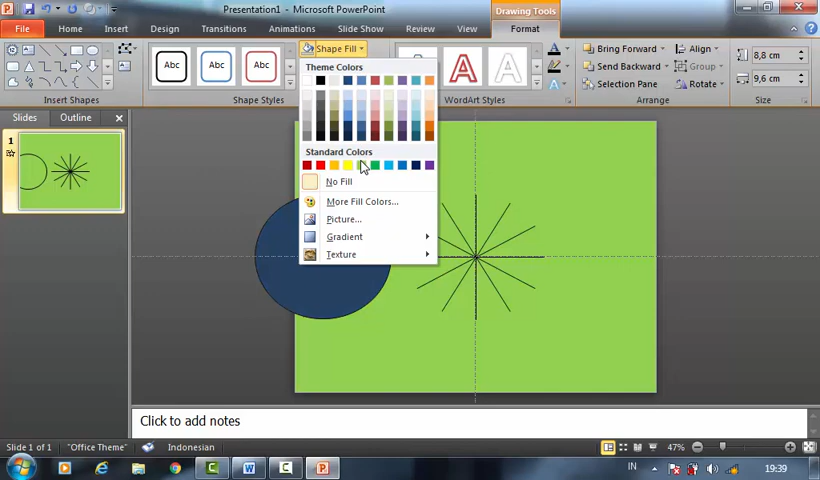 Presentation1 - Microsoft PowerPoint
Drawing Tools
File Home Insert Design Transitions Animations Slide Show Review View Format
Shape Fill
Abc Abc Abc
Bring Forward
Send Backward
Selection Pane
Align
Group
Rotate
8,8 cm
9,6 cm
Insert Shapes Shape Styles WordArt Styles Arrange Size
Theme Colors
Standard Colors
No Fill
More Fill Colors...
Picture...
Gradient
Texture
Slides Outline
1
Click to add notes
Slide 1 of 1 "Office Theme" Indonesian 47%
IN 19:39